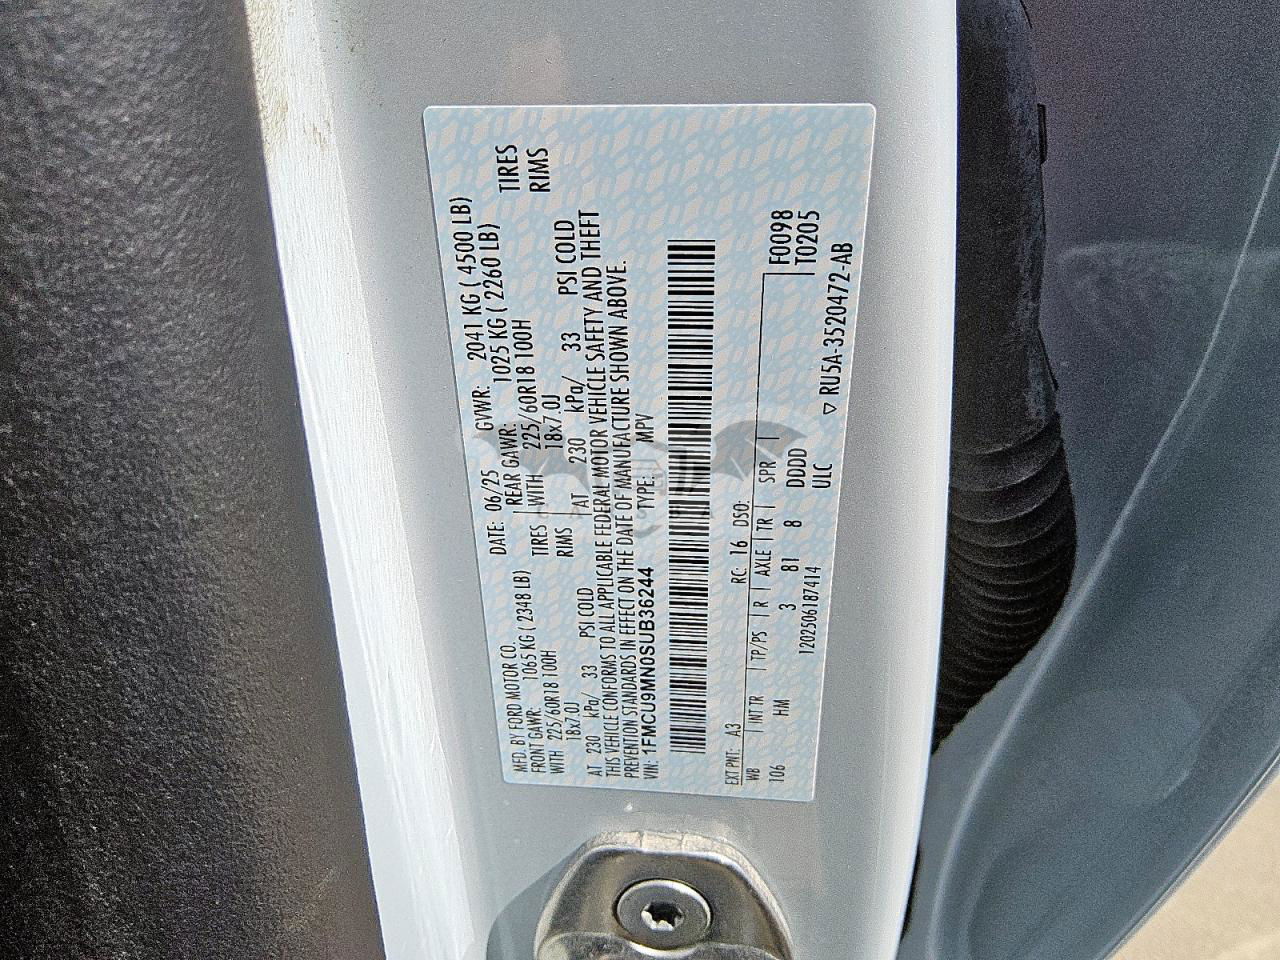 MFD. BY FORD MOTOR CO.
DATE: 06/25 GVWR: 2041 KG ( 4500 LB)
FRONT GAWR: 1065 KG ( 2348 LB)
REAR GAWR: 1025 KG ( 2260 LB)
WITH 225/60R18 100H TIRES
WITH 225/60R18 100H TIRES
18x7.0J RIMS
18x7.0J RIMS
AT 230 kPa/ 33 PSI COLD
AT 230 kPa/ 33 PSI COLD
THIS VEHICLE CONFORMS TO ALL APPLICABLE FEDERAL MOTOR VEHICLE SAFETY AND THEFT
PREVENTION STANDARDS IN EFFECT ON THE DATE OF MANUFACTURE SHOWN ABOVE.
VIN: 1FMCU9MN0SUB36244 TYPE: MPV
EXT PNT: A3 RC: 16 DSO: F0098
WB INT TR TP/PS R AXLE TR SPR T0205
106 HM 3 81 8 DDDD
120250618741​4 ULC ▽ RU5A-3520472-AB